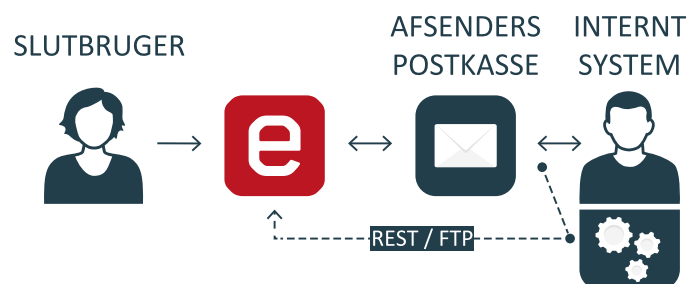 SLUTBRUGER
AFSENDERS
POSTKASSE
INTERNT
SYSTEM
e
REST / FTP